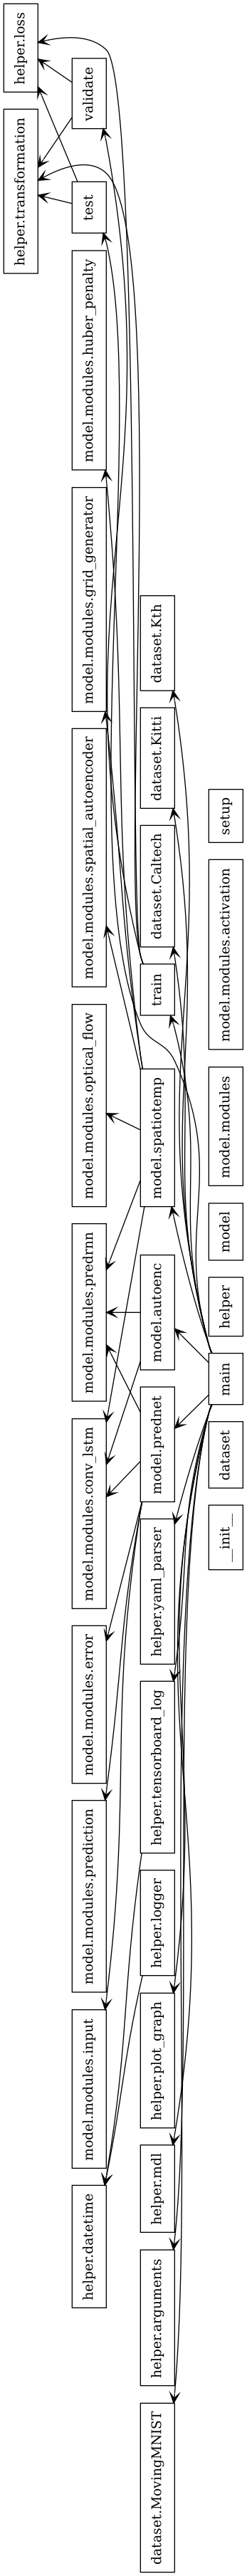 helper.loss
helper.transformation
validate
test
model.modules.huber_penalty
model.modules.grid_generator
model.modules.spatial_autoencoder
model.modules.optical_flow
model.modules.predrnn
model.modules.conv_lstm
model.modules.error
model.modules.prediction
model.modules.input
helper.datetime
dataset.Kth
dataset.Kitti
dataset.Caltech
train
model.spatiotemp
model.autoenc
model.prednet
helper.yaml_parser
helper.tensorboard_log
helper.logger
helper.plot_graph
helper.mdl
helper.arguments
dataset.MovingMNIST
setup
model.modules.activation
model.modules
model
helper
main
dataset
__init__